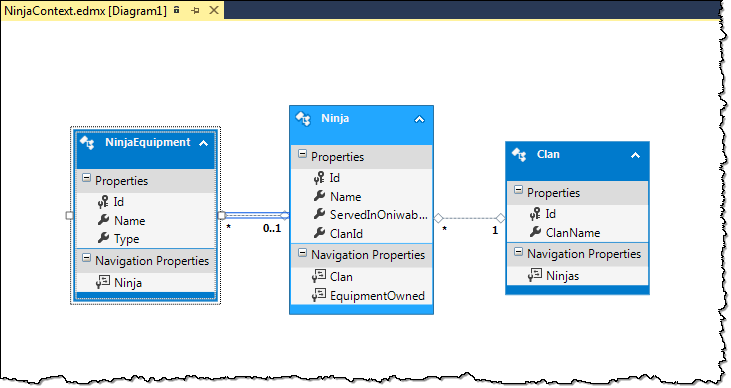 NinjaContext.edmx [Diagram1]
NinjaEquipment
Properties
Id
Name
Type
Navigation Properties
Ninja
* 0..1
Ninja
Properties
Id
Name
ServedInOniwab...
ClanId
Navigation Properties
Clan
EquipmentOwned
* 1
Clan
Properties
Id
ClanName
Navigation Properties
Ninjas